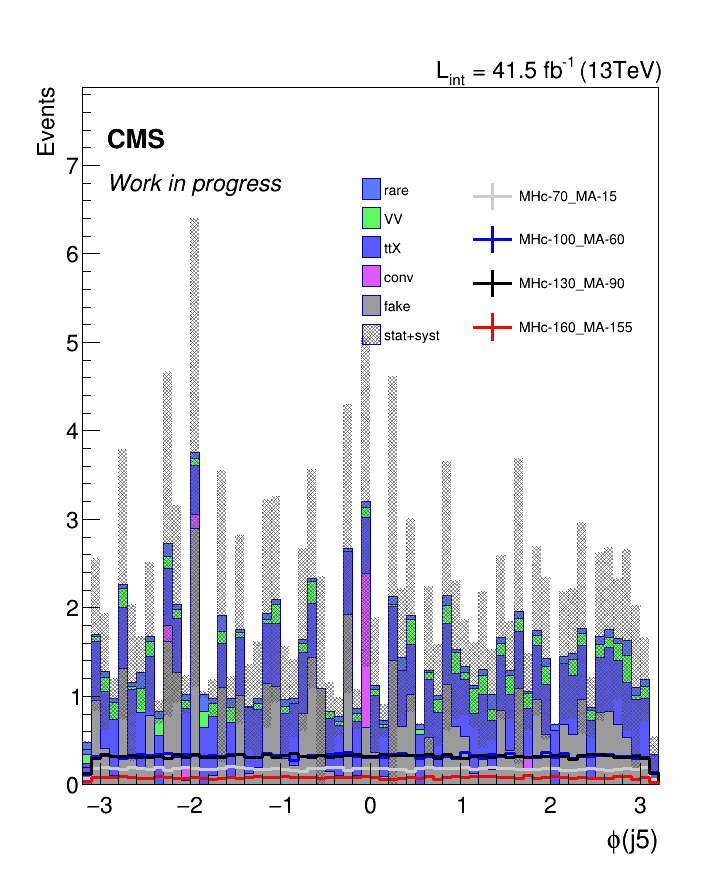 L_int = 41.5 fb^-1 (13TeV)
Events
CMS
Work in progress
rare
VV
ttX
conv
fake
stat+syst
MHc-70_MA-15
MHc-100_MA-60
MHc-130_MA-90
MHc-160_MA-155
7
6
5
4
3
2
1
0
−3 −2 −1 0 1 2 3
ϕ(j5)